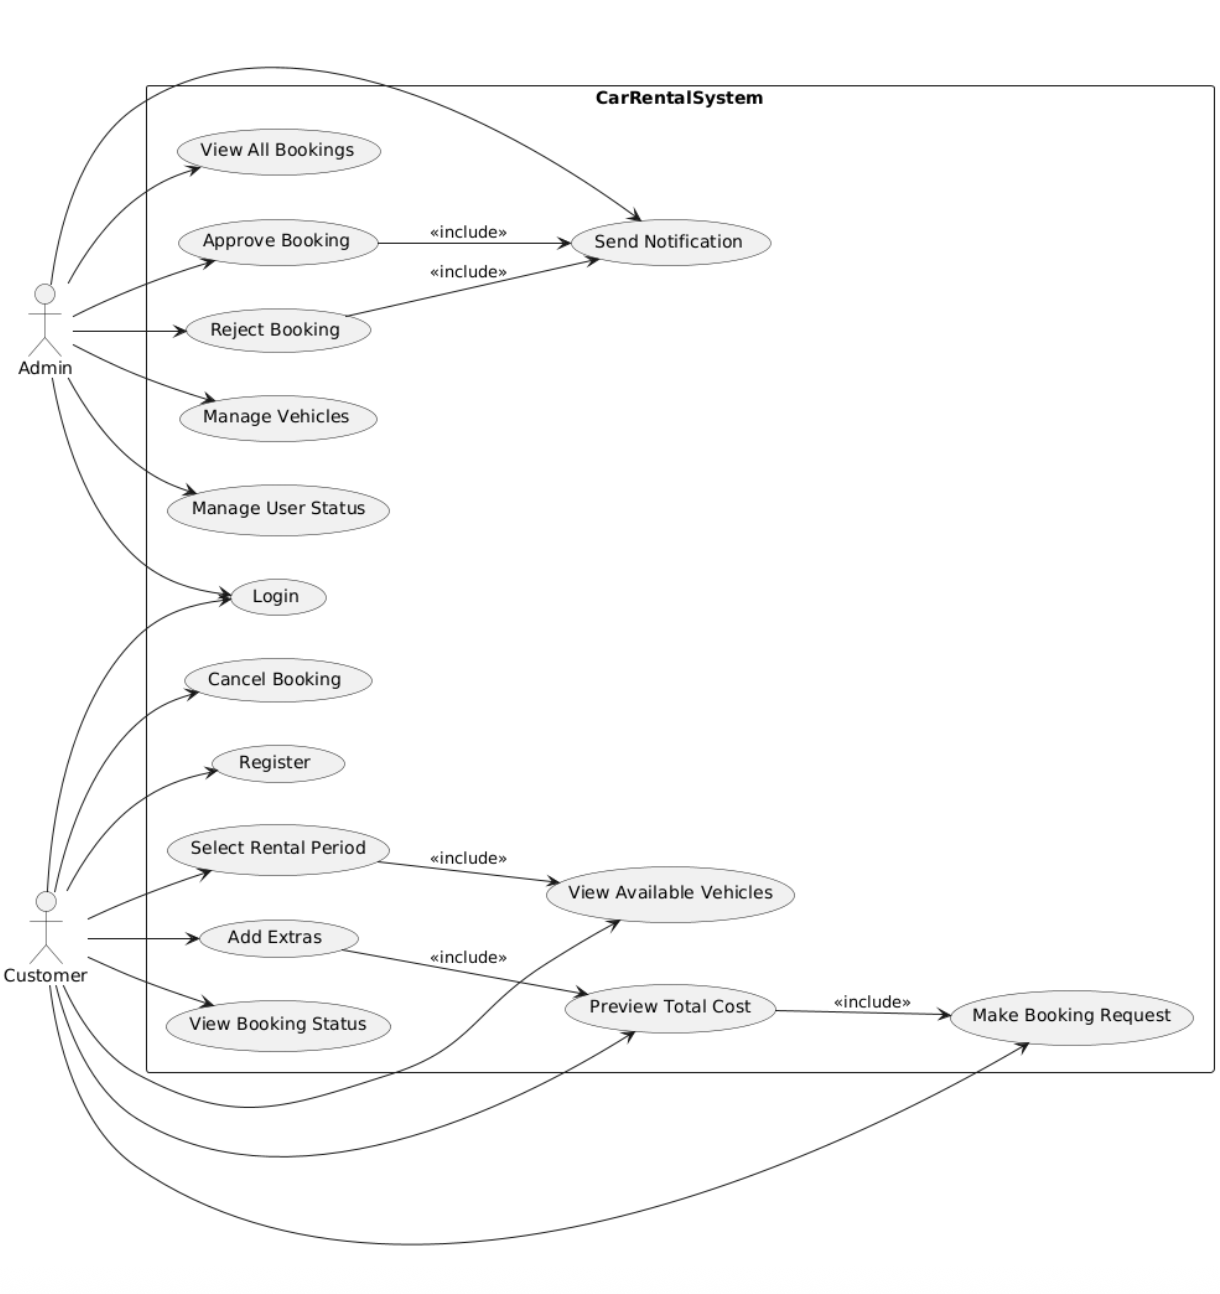 CarRentalSystem
View All Bookings
Approve Booking
«include»
Send Notification
«include»
Reject Booking
Admin
Manage Vehicles
Manage User Status
Login
Cancel Booking
Register
Select Rental Period
«include»
View Available Vehicles
Add Extras
«include»
Customer
Preview Total Cost
«include»
Make Booking Request
View Booking Status